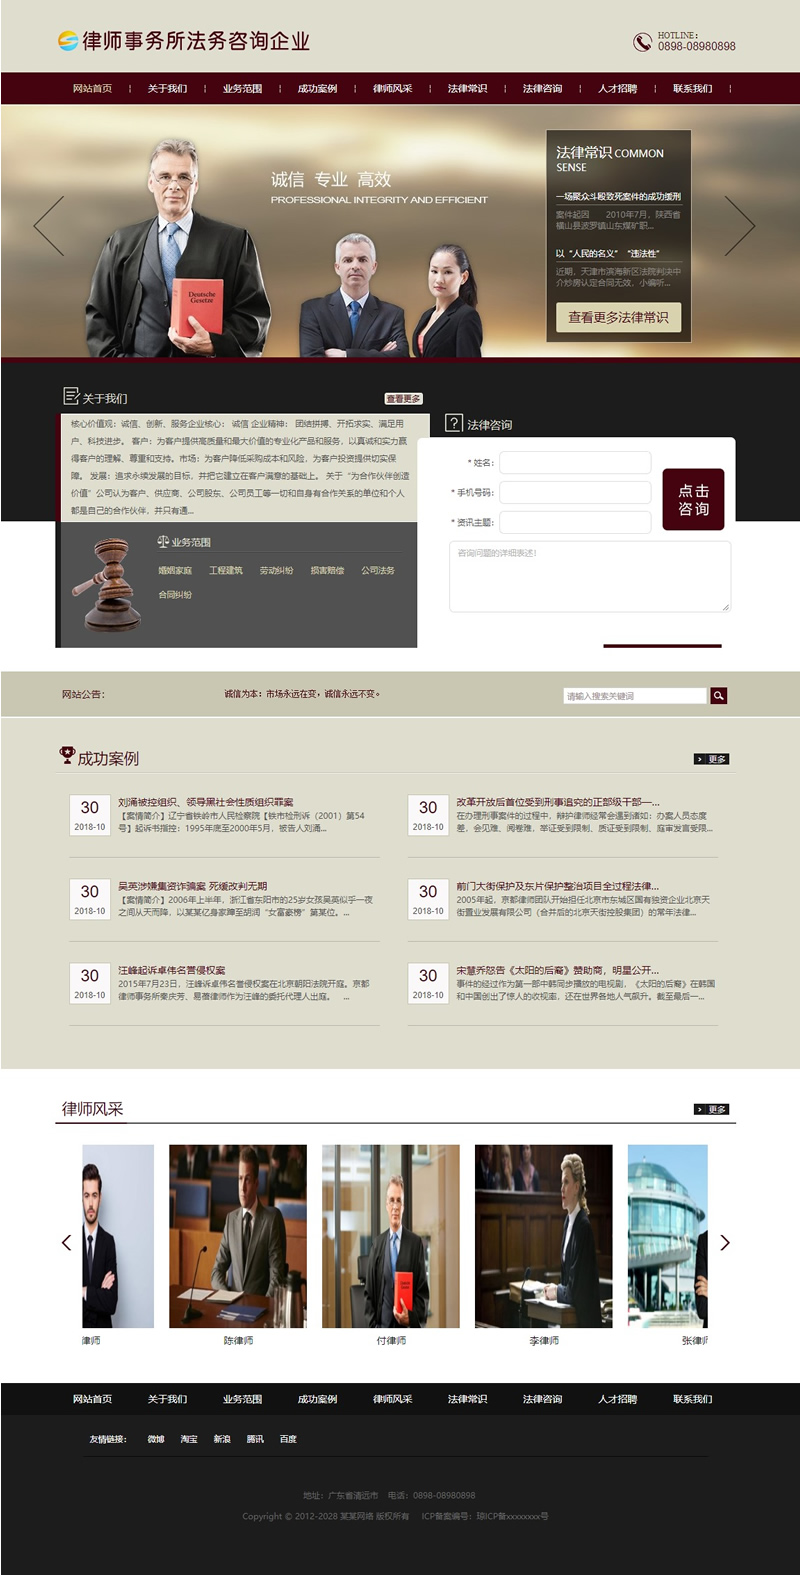 律师事务所法务咨询企业
HOTLINE:
0898-08980898
网站首页 关于我们 业务范围 成功案例 律师风采 法律常识 法律咨询 人才招聘 联系我们
诚信 专业 高效
PROFESSIONAL INTEGRITY AND EFFICIENT
Deutsche
Gesetze
法律常识 COMMON
SENSE
一场聚众斗殴致死案件的成功缓刑
案件起因 2010年7月，陕西省
横山县波罗镇山东煤矿职...
以“人民的名义” “违法性”
近期，天津市滨海新区法院判决中
介炒房认定合同无效，小编听...
查看更多法律常识
关于我们
查看更多
核心价值观：诚信、创新、服务企业核心： 诚信 企业精神： 团结拼搏、开拓求实、满足用
户、科技进步。 客户：为客户提供高质量和最大价值的专业化产品和服务，以真诚和实力赢
得客户的理解、尊重和支持。市场：为客户降低采购成本和风险，为客户投资提供切实保
障。 发展：追求永续发展的目标，并把它建立在客户满意的基础上。 关于“为合作伙伴创造
价值”公司认为客户、供应商、公司股东、公司员工等一切和自身有合作关系的单位和个人
都是自己的合作伙伴，并只有通...
业务范围
婚姻家庭 工程建筑 劳动纠纷 损害赔偿 公司法务
合同纠纷
法律咨询
* 姓名：
* 手机号码：
* 资讯主题：
点击
咨询
咨询问题的详细表述！
网站公告：
诚信为本：市场永远在变，诚信永远不变。
请输入搜索关键词
成功案例
更多
30
2018-10
刘涌被控组织、领导黑社会性质组织罪案
【案情简介】辽宁省铁岭市人民检察院【铁市检刑诉（2001）第54
号】起诉书指控：1995年底至2000年5月，被告人刘涌...
30
2018-10
改革开放后首位受到刑事追究的正部级干部—...
在办理刑事案件的过程中，辩护律师经常会遇到诸如：办案人员态度
差，会见难、阅卷难，举证受到限制、质证受到限制、庭审发言受限...
30
2018-10
吴英涉嫌集资诈骗案 死缓改判无期
【案情简介】2006年上半年，浙江省东阳市的25岁女孩吴英似乎一夜
之间从天而降，以某某亿身家蹿至胡润“女富豪榜”第某位。...
30
2018-10
前门大街保护及东片保护整治项目全过程法律...
2005年起，京都律师团队开始担任北京市东城区国有独资企业北京天
街置业发展有限公司（合并后的北京天街控股集团）的常年法律...
30
2018-10
汪峰起诉卓伟名誉侵权案
2015年7月23日，汪峰诉卓伟名誉侵权案在北京朝阳法院开庭。京都
律师事务所秦庆芳、易薇律师作为汪峰的委托代理人出庭。 ...
30
2018-10
宋慧乔怒告《太阳的后裔》赞助商，明星公开...
事件的经过作为第一部中韩同步播放的电视剧，《太阳的后裔》在韩国
和中国创出了惊人的收视率，还在世界各地人气飙升。截至最后一...
律师风采
更多
律师 陈律师 付律师 李律师 张律师
网站首页 关于我们 业务范围 成功案例 律师风采 法律常识 法律咨询 人才招聘 联系我们
友情链接： 微博 淘宝 新浪 腾讯 百度
地址：广东省清远市 电话：0898-08980898
Copyright © 2012-2028 某某网络 版权所有 ICP备案编号：琼ICP备xxxxxxxx号